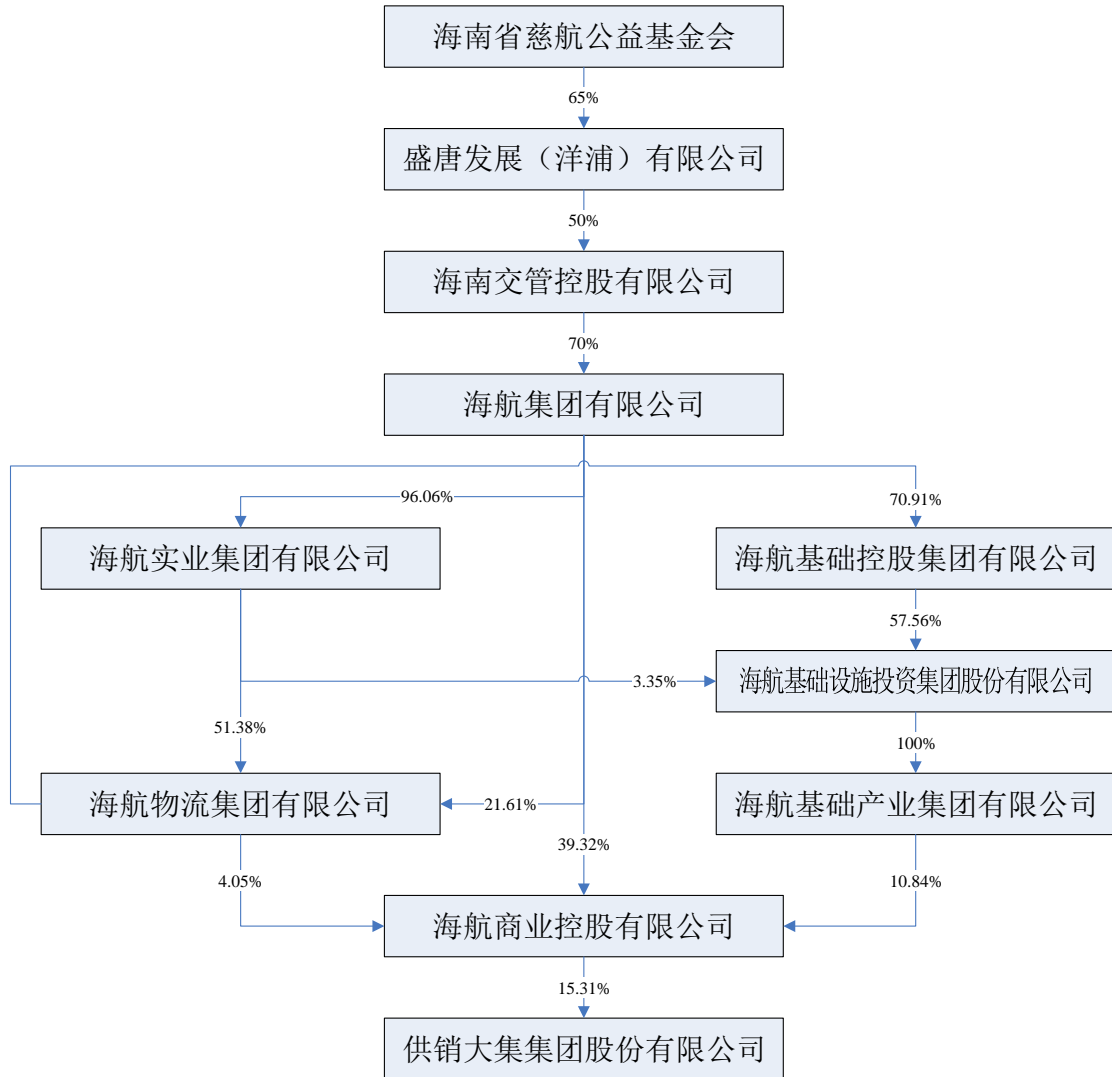 海南省慈航公益基金会
65%
盛唐发展（洋浦）有限公司
50%
海南交管控股有限公司
70%
海航集团有限公司
96.06%
70.91%
海航实业集团有限公司
海航基础控股集团有限公司
57.56%
3.35%
海航基础设施投资集团股份有限公司
51.38%
100%
海航物流集团有限公司
21.61%
海航基础产业集团有限公司
39.32%
4.05%
10.84%
海航商业控股有限公司
15.31%
供销大集集团股份有限公司